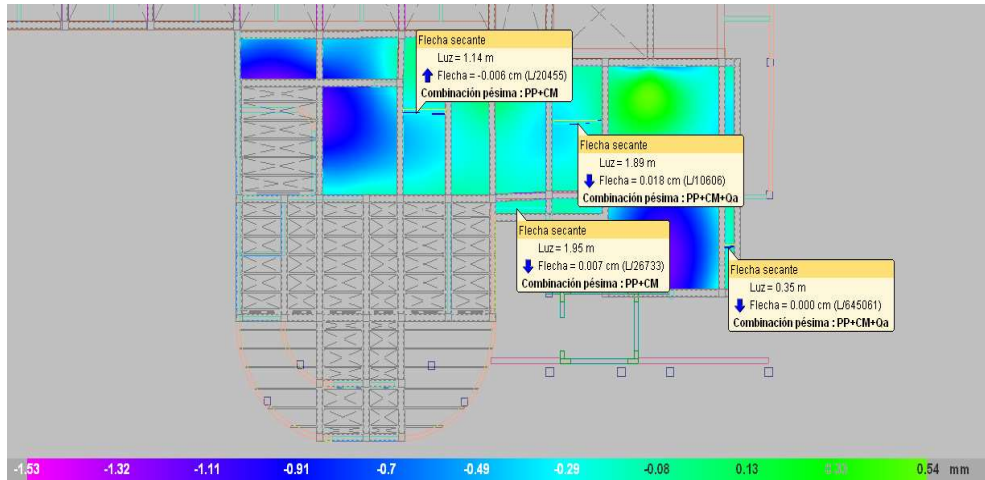 Flecha secante
Luz = 1.14 m
Flecha = -0.006 cm (L/20455)
Combinación pésima : PP+CM
Flecha secante
Luz = 1.89 m
Flecha = 0.018 cm (L/10606)
Combinación pésima : PP+CM+Qa
Flecha secante
Luz = 1.95 m
Flecha = 0.007 cm (L/26733)
Combinación pésima : PP+CM
Flecha secante
Luz = 0.35 m
Flecha = 0.000 cm (L/645061)
Combinación pésima : PP+CM+Qa
-1.53 -1.32 -1.11 -0.91 -0.7 -0.49 -0.29 -0.08 0.13 0.54 mm